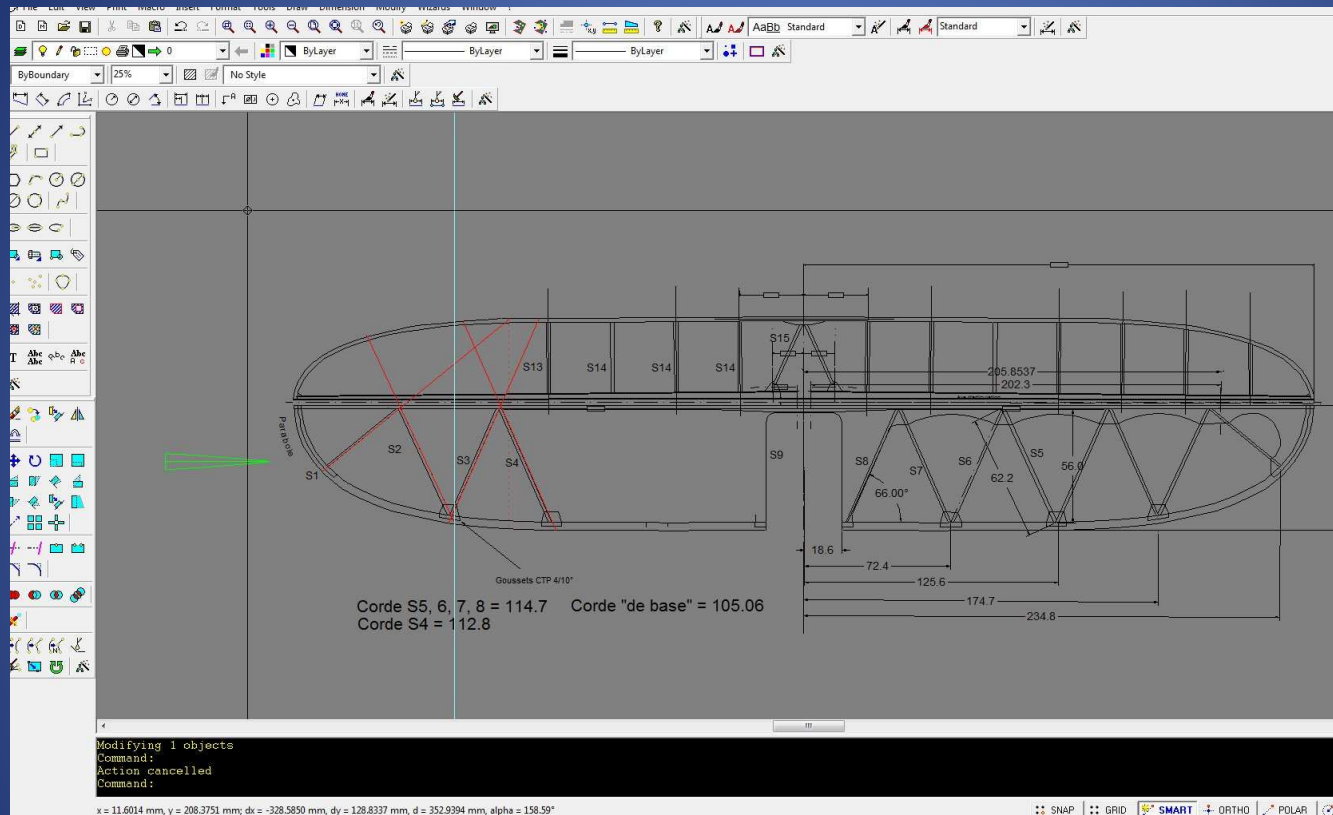 File Edit View Print Macro Insert Format Tools Draw Dimension Modify Wizards Window ?
AaBb Standard
Standard
0
ByLayer
ByLayer
ByLayer
ByBoundary
25%
No Style
S15
S13
S14
S14
S14
205.8537
202.3
Parabole
S1
S2
S3
S4
S9
S8
S7
S6
S5
56.0
62.2
66.00°
18.6
72.4
125.6
174.7
234.8
Goussets CTP 4/10°
Corde S5, 6, 7, 8 = 114.7
Corde "de base" = 105.06
Corde S4 = 112.8
Modifying 1 objects
Command:
Action cancelled
Command:
x = 11.6014 mm, y = 208.3751 mm; dx = -328.5850 mm, dy = 128.8337 mm, d = 352.9394 mm, alpha = 158.59°
SNAP
GRID
SMART
ORTHO
POLAR